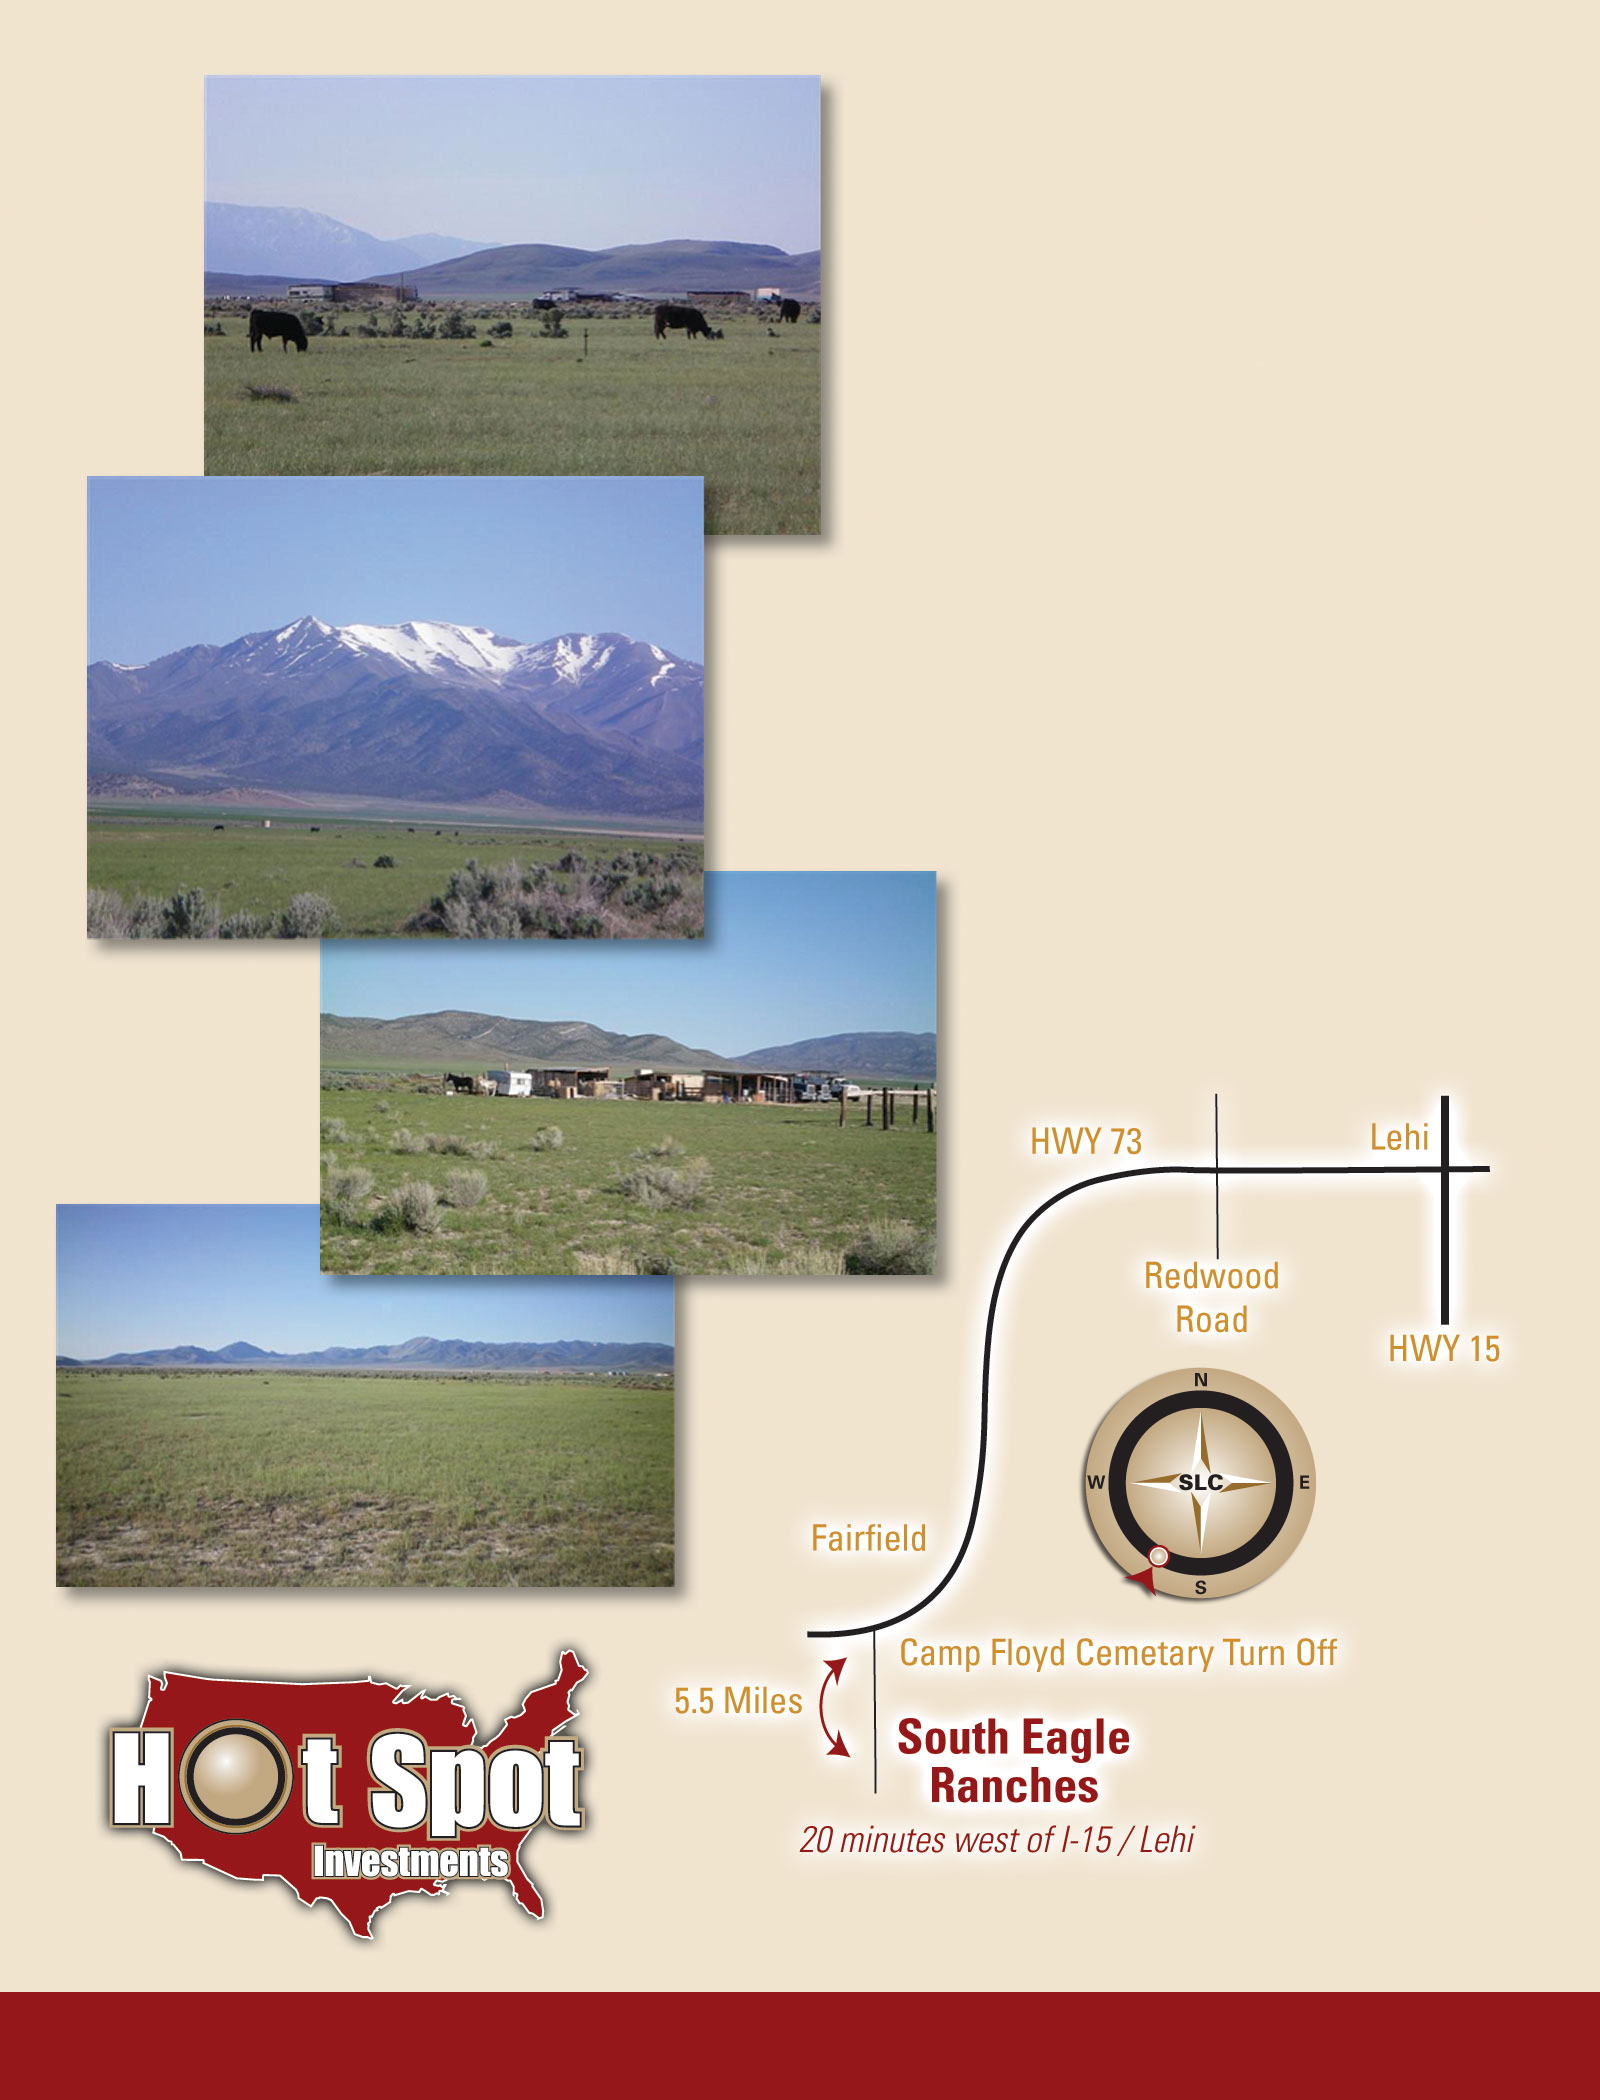 HWY 73
Lehi
Redwood
Road
HWY 15
N
W
SLC
E
S
Fairfield
Camp Floyd Cemetary Turn Off
5.5 Miles
South Eagle
Ranches
20 minutes west of I-15 / Lehi
Hot Spot
Investments